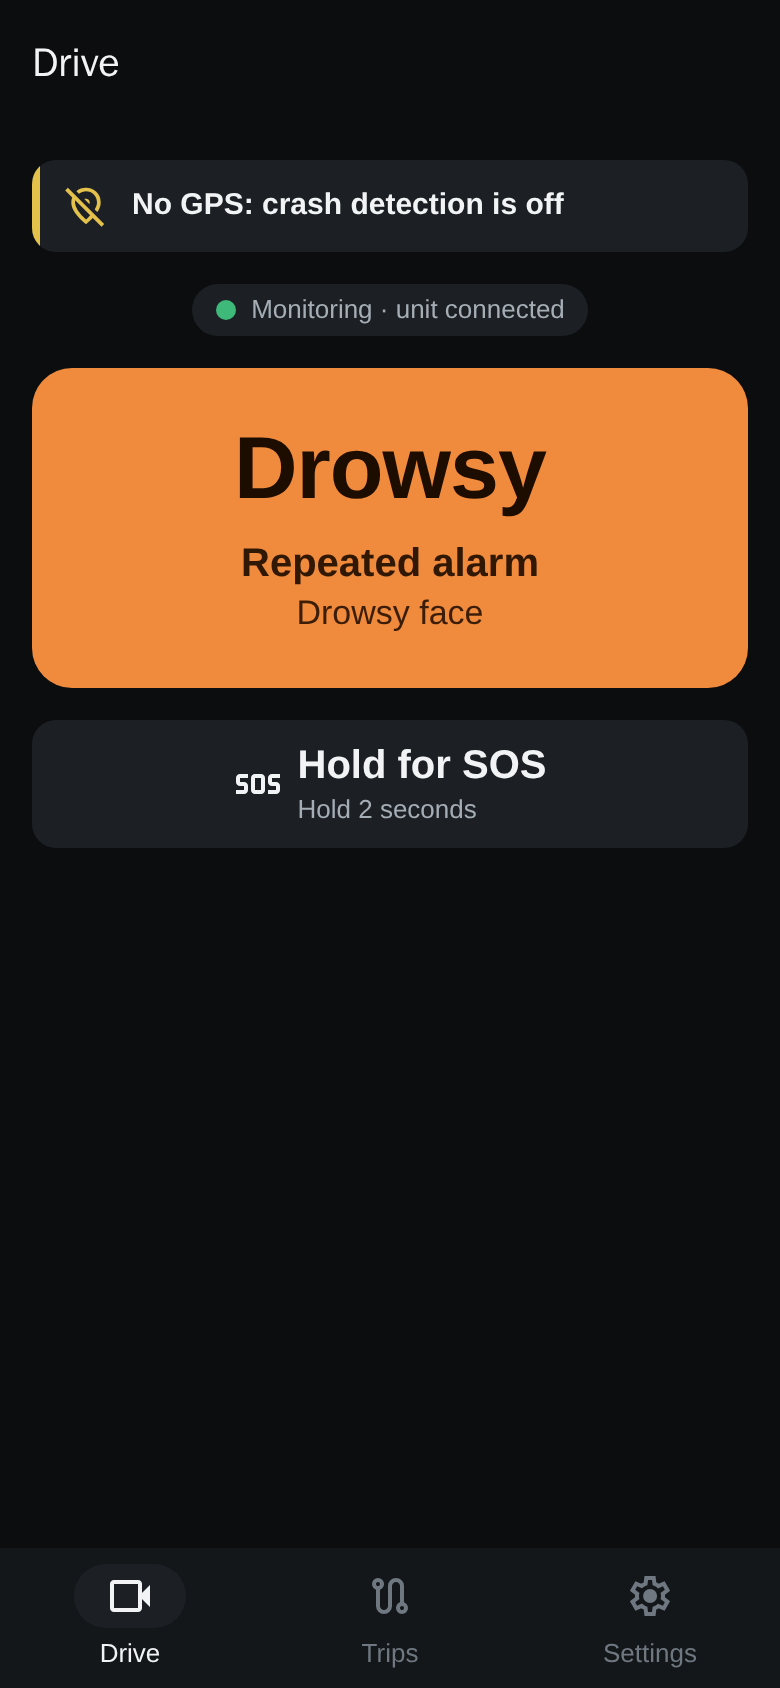 Drive
No GPS: crash detection is off
Monitoring · unit connected
Drowsy
Repeated alarm
Drowsy face
SOS
Hold for SOS
Hold 2 seconds
Drive
Trips
Settings